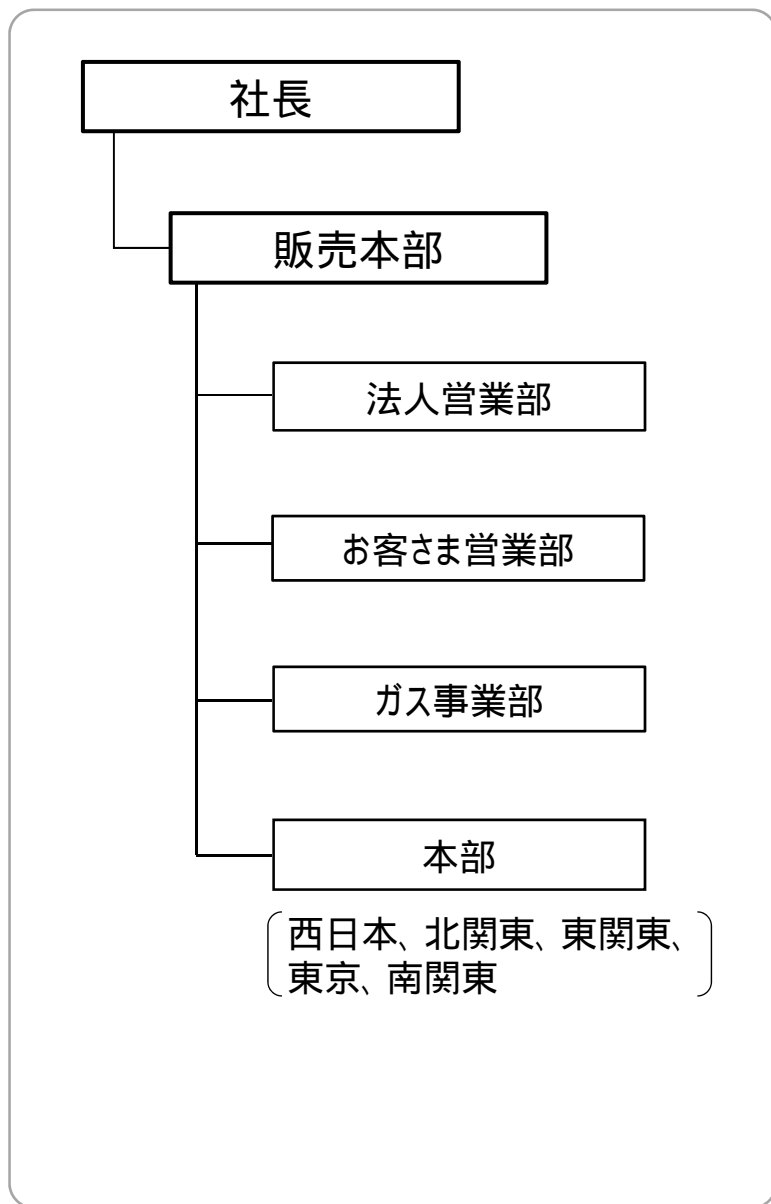 社長
販売本部
法人営業部
お客さま営業部
ガス事業部
本部
西日本、北関東、東関東、
東京、南関東